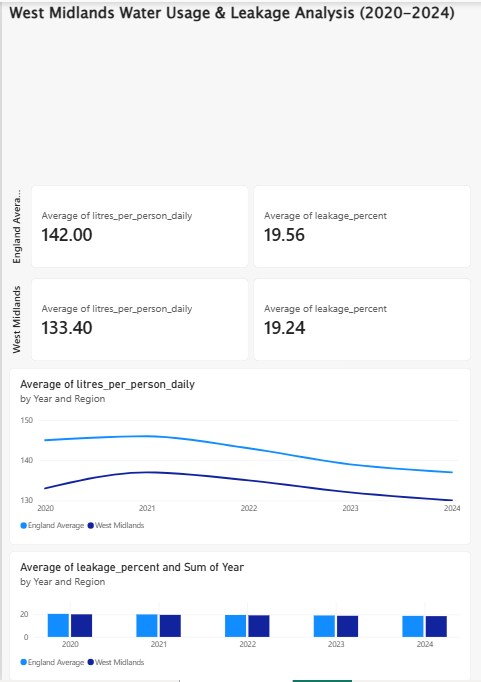 West Midlands Water Usage & Leakage Analysis (2020–2024)
England Avera...
Average of litres_per_person_daily
142.00
Average of leakage_percent
19.56
West Midlands
Average of litres_per_person_daily
133.40
Average of leakage_percent
19.24
Average of litres_per_person_daily
by Year and Region
150
140
130
2020 2021 2022 2023 2024
England Average West Midlands
Average of leakage_percent and Sum of Year
by Year and Region
20
0
2020 2021 2022 2023 2024
England Average West Midlands